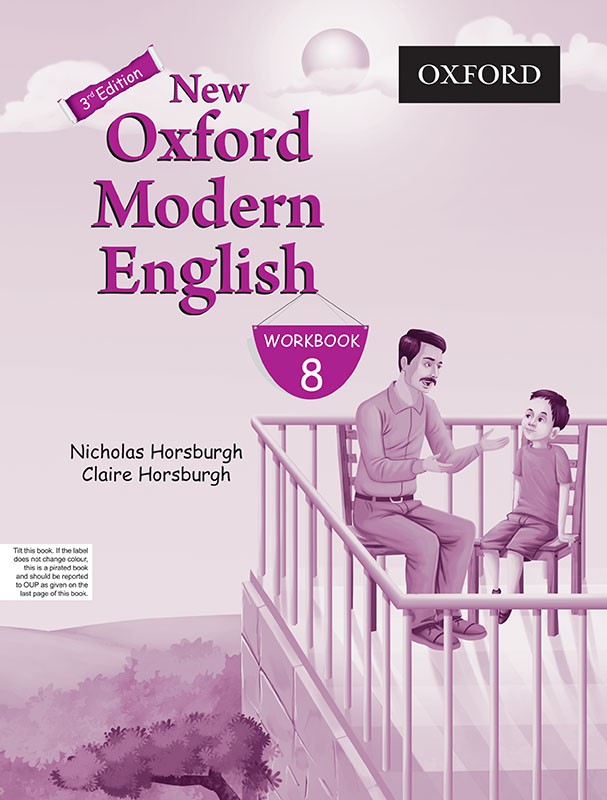 3rd Edition
OXFORD
New
Oxford
Modern
English
WORKBOOK
8
Nicholas Horsburgh
Claire Horsburgh
Tilt this book. If the label
does not change colour,
this is a pirated book
and should be reported
to OUP as given on the
last page of this book.